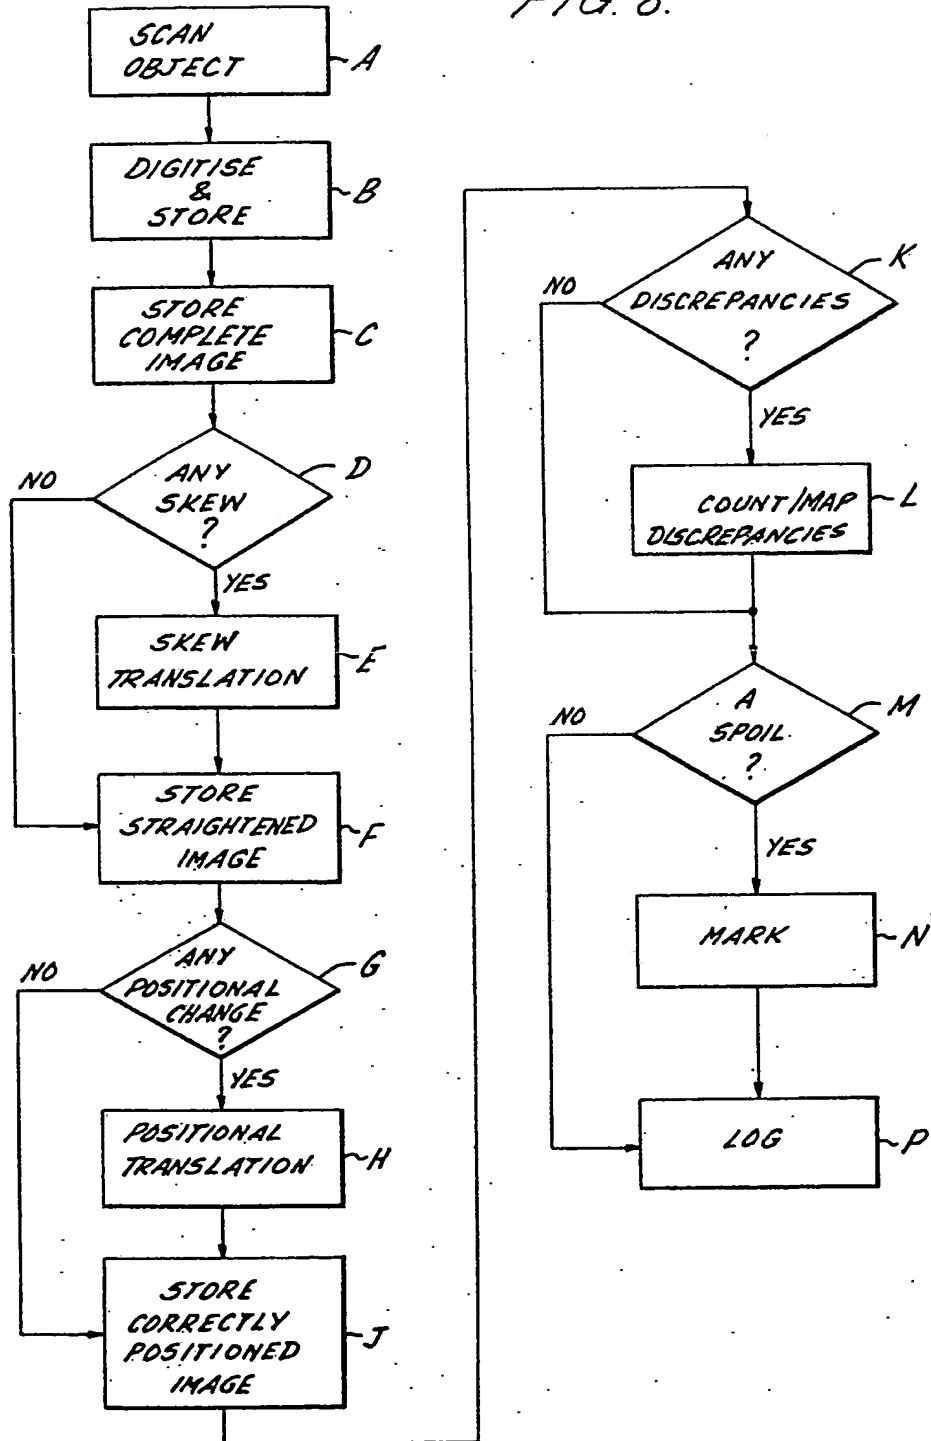 FIG. 8.
SCAN
OBJECT
A
DIGITISE
&
STORE
B
STORE
COMPLETE
IMAGE
C
ANY
SKEW
?
D
NO
YES
SKEW
TRANSLATION
E
STORE
STRAIGHTENED
IMAGE
F
ANY
POSITIONAL
CHANGE
?
G
NO
YES
POSITIONAL
TRANSLATION
H
STORE
CORRECTLY
POSITIONED
IMAGE
J
ANY
DISCREPANCIES
?
K
NO
YES
COUNT/MAP
DISCREPANCIES
L
A
SPOIL
?
M
NO
YES
MARK
N
LOG
P